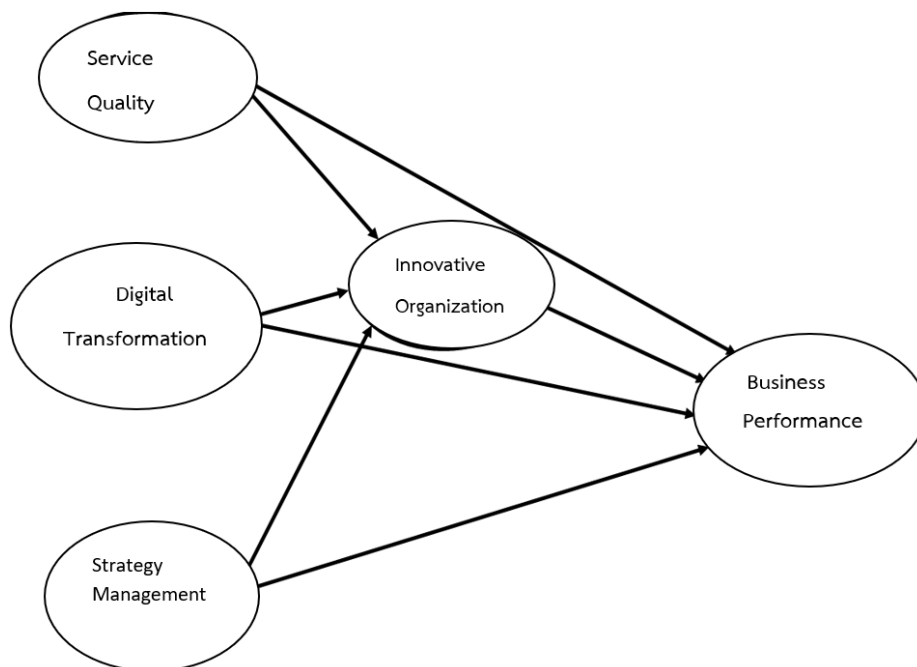 Service
Quality
Digital
Transformation
Innovative
Organization
Business
Performance
Strategy
Management